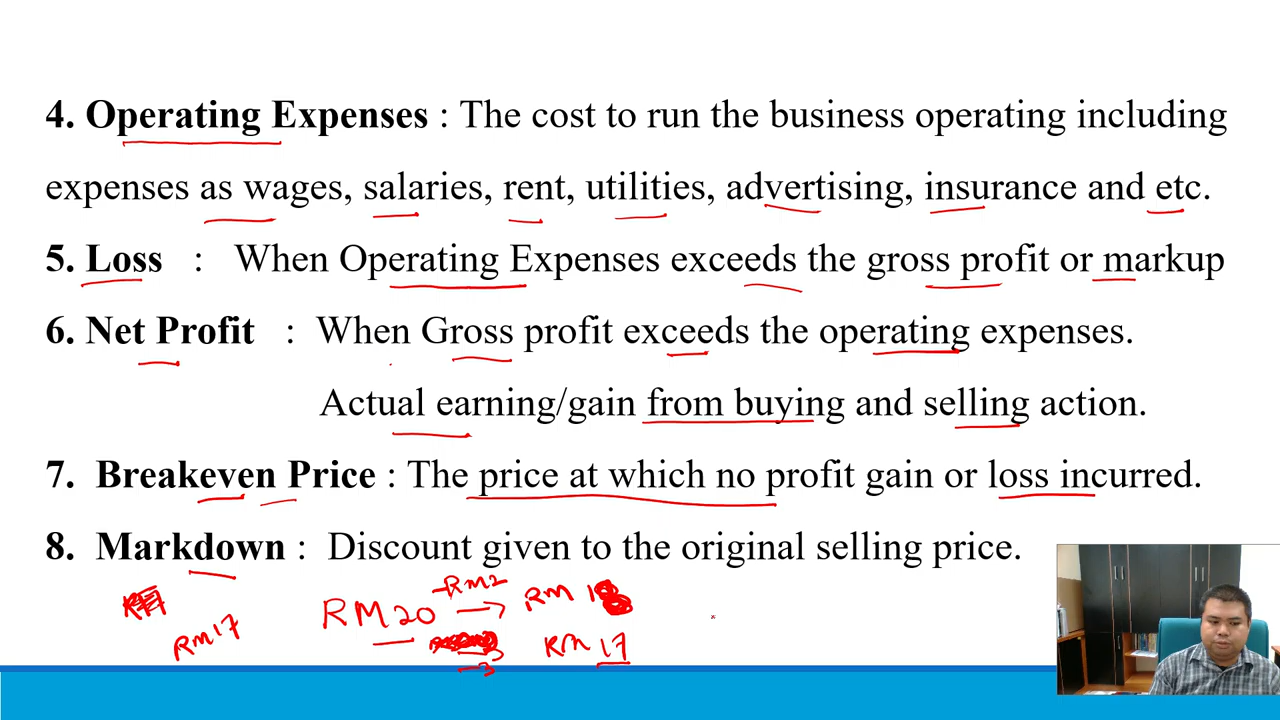 4. Operating Expenses : The cost to run the business operating including
expenses as wages, salaries, rent, utilities, advertising, insurance and etc.
5. Loss : When Operating Expenses exceeds the gross profit or markup
6. Net Profit : When Gross profit exceeds the operating expenses.
Actual earning/gain from buying and selling action.
7. Breakeven Price : The price at which no profit gain or loss incurred.
8. Markdown : Discount given to the original selling price.
RM20 -RM2 RM 18
RM17 -3 RM 17